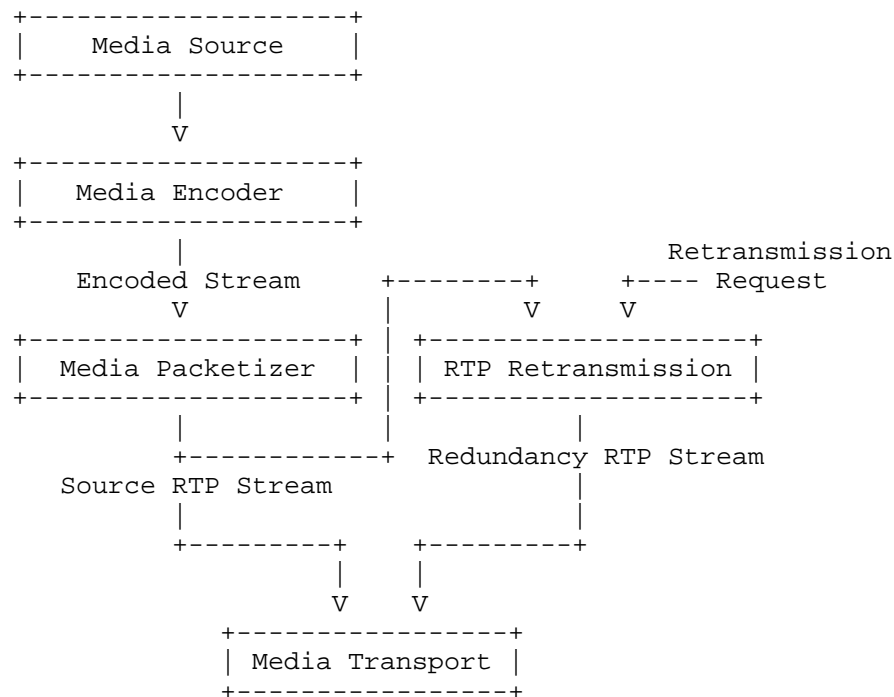 Media Source
Media Encoder
Retransmission
Encoded Stream
Request
Media Packetizer
RTP Retransmission
Redundancy RTP Stream
Source RTP Stream
Media Transport